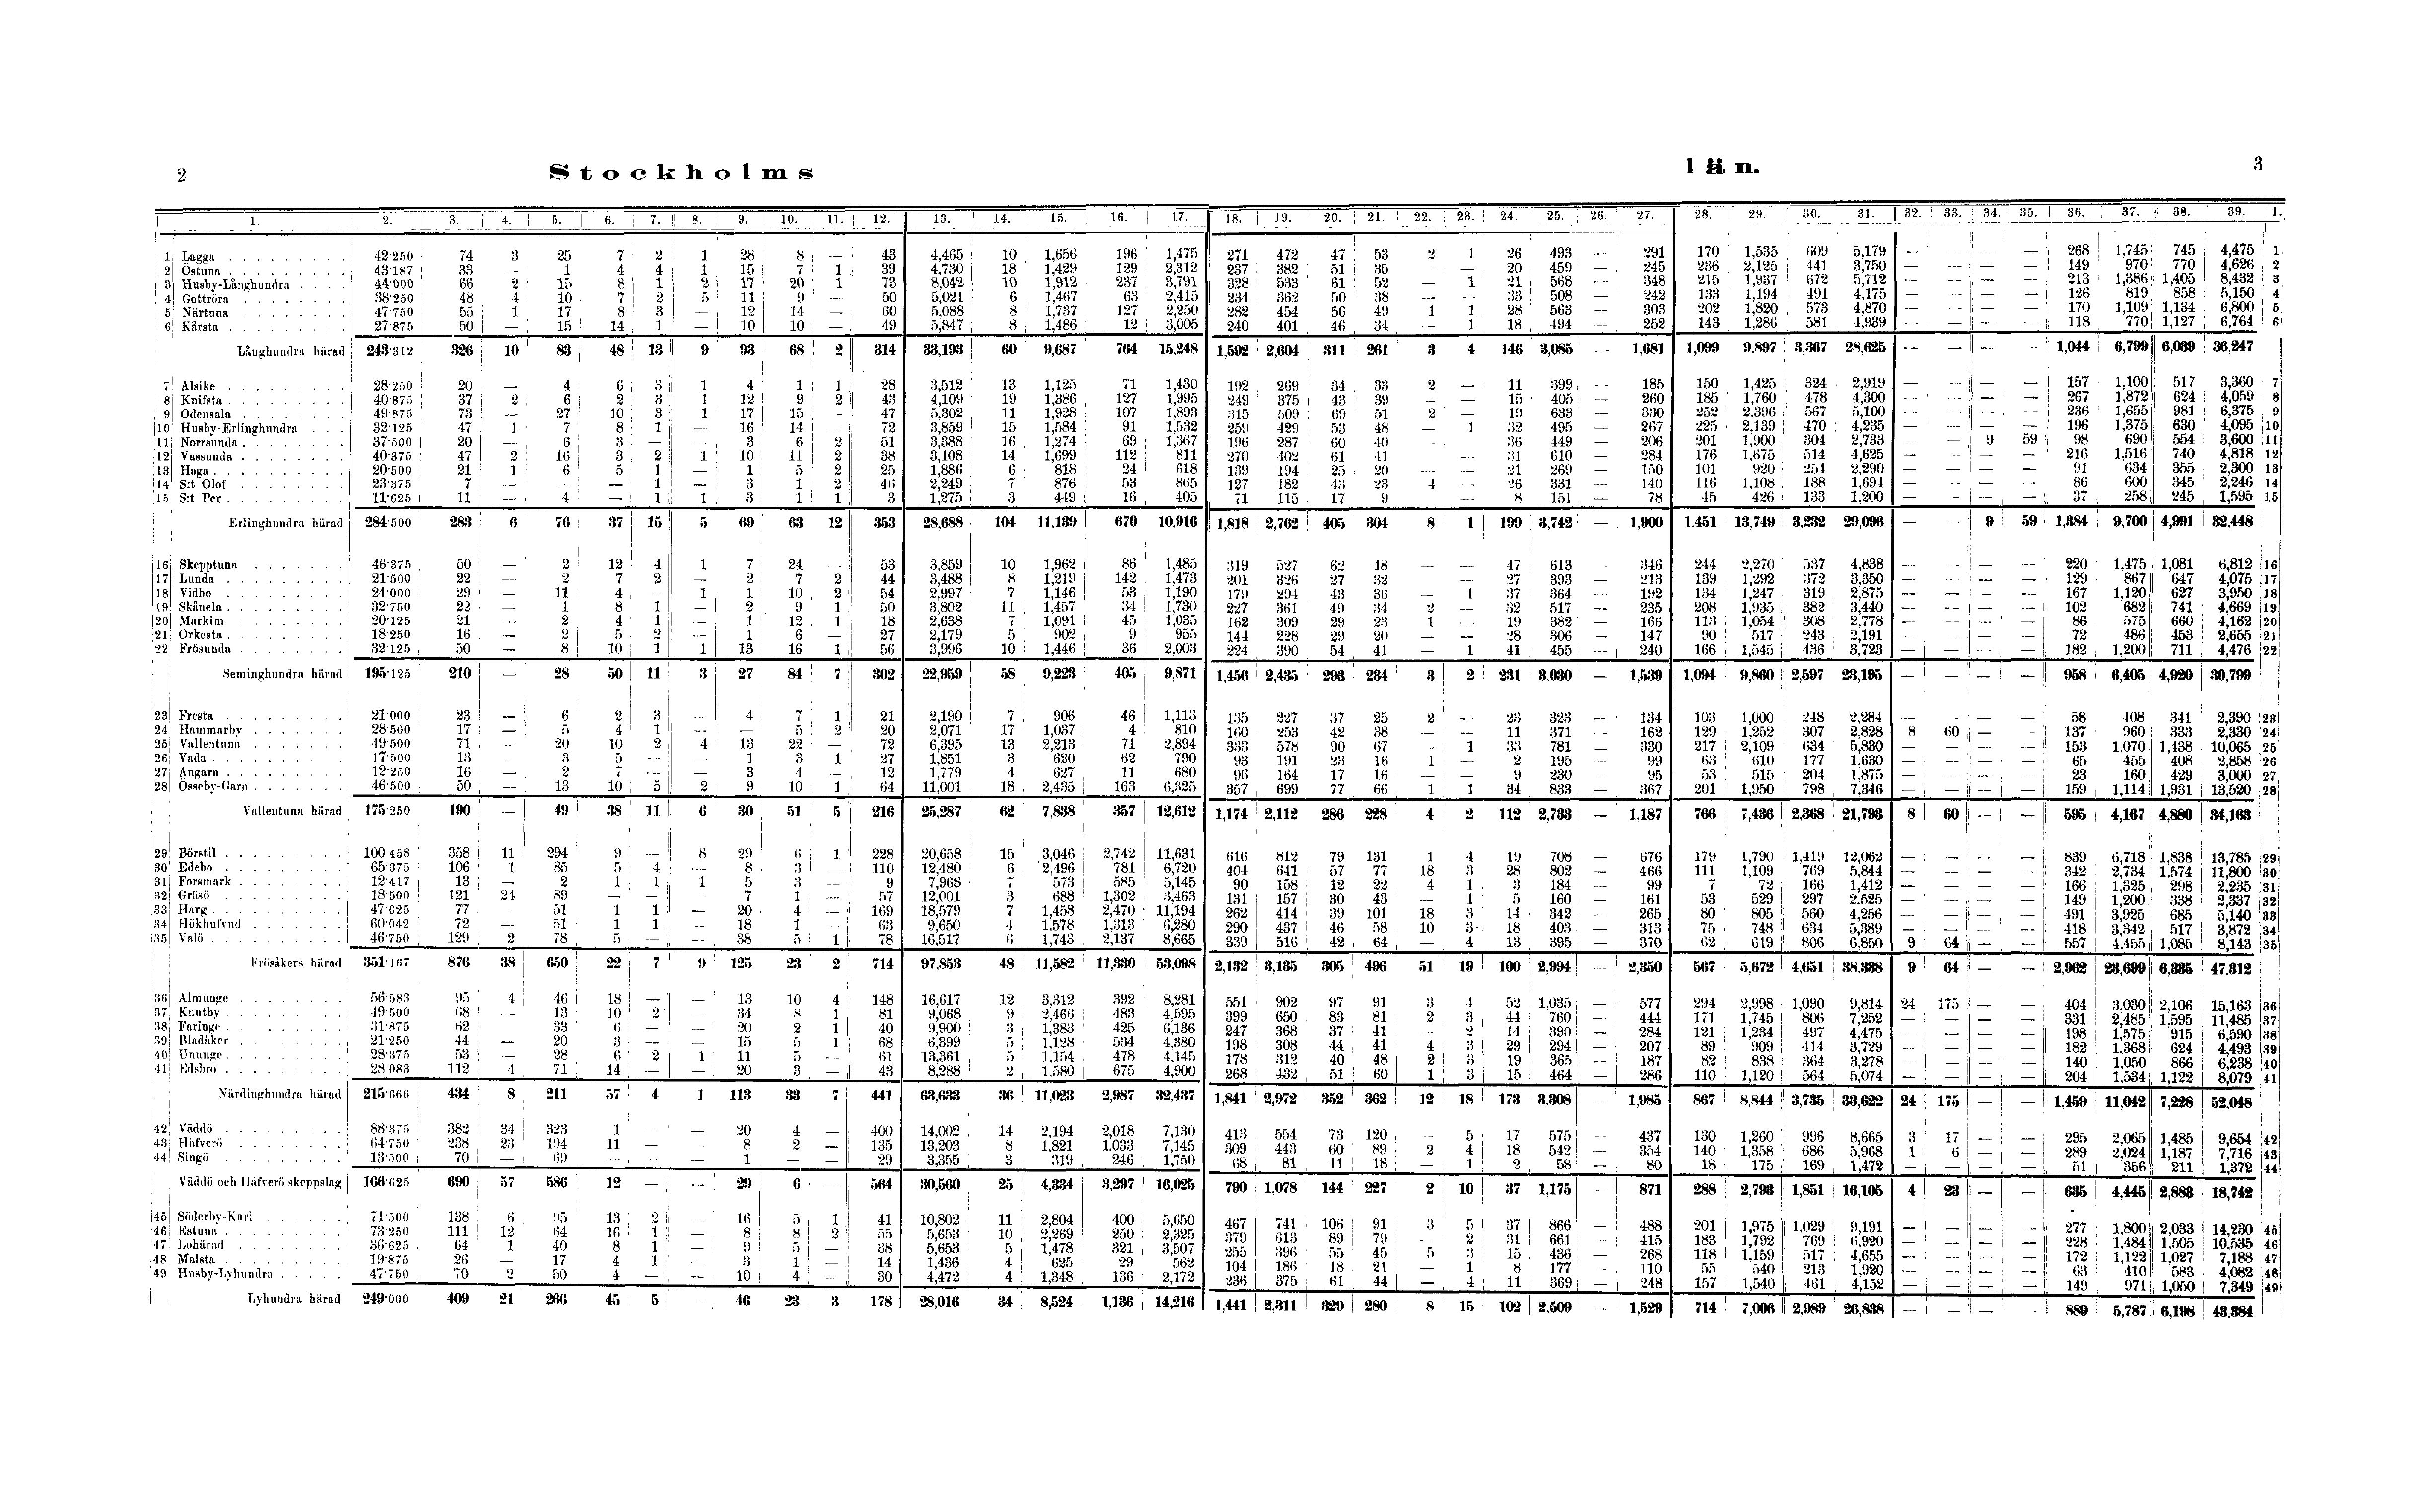 2
Stockholms
län.
3
1. 2. 3. 4. 5. 6. 7. 8. 9. 10. 11. 12. 13. 14. 15. 16. 17. 18. 19. 20. 21. 22. 23. 24. 25. 26. 27. 28. 29. 30. 31. 32. 33. 34. 35. 36. 37. 38. 39. 1.
1 Lagga 42·250 74 3 25 7 2 1 28 8 — 43 4,465 10 1,656 196 1,475 271 472 47 53 2 1 26 493 — 291 170 1,535 609 5,179 — — — — 268 1,745 745 4,475 1
2 Östuna 43·187 33 — 1 4 4 1 15 7 1 39 4,730 18 1,429 129 2,312 237 382 51 35 — — 20 459 — 245 236 2,125 441 3,750 — — — — 149 970 770 4,626 2
3 Husby-Långhundra 44·000 66 2 15 8 1 2 17 20 1 73 8,042 10 1,912 237 3,791 328 533 61 52 — 1 21 568 — 348 215 1,937 672 5,712 — — — — 213 1,386 1,405 8,432 3
4 Gottröra 38·250 48 4 10 7 2 5 11 9 — 50 5,021 6 1,467 63 2,415 234 362 50 38 — — 33 508 — 242 133 1,194 491 4,175 — — — — 126 819 858 5,150 4
5 Närtuna 47·750 55 1 17 8 3 — 12 14 — 60 5,088 8 1,737 127 2,250 282 454 56 49 1 1 28 563 — 303 202 1,820 573 4,870 — — — — 170 1,109 1,134 6,800 5
6 Kårsta 27·875 50 — 15 14 1 — 10 10 — 49 5,847 8 1,486 12 3,005 240 401 46 34 — 1 18 494 — 252 143 1,286 581 4,939 — — — — 118 770 1,127 6,764 6
Långhundra härad 243·312 326 10 83 48 13 9 93 68 2 314 33,193 60 9,687 764 15,248 1,592 2,604 311 261 3 4 146 3,085 — 1,681 1,099 9,897 3,367 28,625 — — — — 1,044 6,799 6,039 36,247
7 Alsike 28·250 20 — 4 6 3 1 4 1 1 28 3,512 13 1,125 71 1,430 192 269 34 33 2 — 11 399 — 185 150 1,425 324 2,919 — — — — 157 1,100 517 3,360 7
8 Knifsta 40·875 37 2 6 2 3 1 12 9 2 43 4,109 19 1,386 127 1,995 249 375 43 39 — — 15 405 — 260 185 1,760 478 4,300 — — — — 267 1,872 624 4,059 8
9 Odensala 49·875 73 — 27 10 3 1 17 15 — 47 5,302 11 1,928 107 1,893 315 509 69 51 2 — 19 633 — 330 252 2,396 567 5,100 — — — — 236 1,655 981 6,375 9
10 Husby-Erlinghundra 32·125 47 1 7 8 1 — 16 14 — 72 3,859 15 1,584 91 1,532 259 429 53 48 — 1 32 495 — 267 225 2,139 470 4,235 — — — — 196 1,375 630 4,095 10
11 Norrsunda 37·500 20 — 6 3 — — 3 6 2 51 3,388 16 1,274 69 1,367 196 287 60 40 — — 36 449 — 206 201 1,900 304 2,733 — — 9 59 98 690 554 3,600 11
12 Vassunda 40·375 47 2 16 3 2 1 10 11 2 38 3,108 14 1,699 112 811 270 402 61 41 — — 31 610 — 284 176 1,675 514 4,625 — — — — 216 1,516 740 4,818 12
13 Haga 20·500 21 1 6 5 1 — 1 5 2 25 1,886 6 818 24 618 139 194 25 20 — — 21 269 — 150 101 920 254 2,290 — — — — 91 634 355 2,300 13
14 S:t Olof 23·375 7 — — — 1 — 3 1 2 46 2,249 7 876 53 865 127 182 43 23 4 — 26 331 — 140 116 1,108 188 1,694 — — — — 86 600 345 2,246 14
15 S:t Per 11·625 11 — 4 — 1 1 3 1 1 3 1,275 3 449 16 405 71 115 17 9 — — 8 151 — 78 45 426 133 1,200 — — — — 37 258 245 1,595 15
Erlinghundra härad 284·500 283 6 76 37 15 5 69 63 12 353 28,688 104 11,139 670 10,916 1,818 2,762 405 304 8 1 199 3,742 — 1,900 1,451 13,749 3,232 29,096 — — 9 59 1,384 9,700 4,991 32,448
16 Skepptuna 46·375 50 — 2 12 4 1 7 24 — 53 3,859 10 1,962 86 1,485 319 527 62 48 — — 47 613 — 346 244 2,270 537 4,838 — — — — 220 1,475 1,081 6,812 16
17 Lunda 21·500 22 — 2 7 2 — 2 7 2 44 3,488 8 1,219 142 1,473 201 326 27 32 — — 27 393 — 213 139 1,292 372 3,350 — — — — 129 867 647 4,075 17
18 Vidbo 24·000 29 — 11 4 — 1 1 10 2 54 2,997 7 1,146 53 1,190 179 294 43 36 — 1 37 364 — 192 134 1,247 319 2,875 — — — — 167 1,120 627 3,950 18
19 Skånela 32·750 22 — 1 8 1 — 2 9 1 50 3,802 11 1,457 34 1,730 227 361 49 34 2 — 32 517 — 235 208 1,935 382 3,440 — — — — 102 682 741 4,669 19
20 Markim 20·125 21 — 2 4 1 — 1 12 1 18 2,638 7 1,091 45 1,035 162 309 29 23 1 — 19 382 — 166 113 1,054 308 2,778 — — — — 86 575 660 4,162 20
21 Orkesta 18·250 16 — 2 5 2 — 1 6 — 27 2,179 5 902 9 955 144 228 29 20 — — 28 306 — 147 90 517 243 2,191 — — — — 72 486 453 2,655 21
22 Frösunda 32·125 50 — 8 10 1 1 13 16 1 56 3,996 10 1,446 36 2,003 224 390 54 41 — 1 41 455 — 240 166 1,545 436 3,723 — — — — 182 1,200 711 4,476 22
Seminghundra härad 195·125 210 — 28 50 11 3 27 84 7 302 22,959 58 9,223 405 9,871 1,456 2,435 293 234 3 2 231 3,030 — 1,539 1,094 9,860 2,597 23,195 — — — — 958 6,405 4,920 30,799
23 Fresta 21·000 23 — 6 2 3 — 4 7 1 21 2,190 7 906 46 1,113 135 227 37 25 2 — 23 323 — 134 103 1,000 248 2,284 — — — — 58 408 341 2,390 23
24 Hammarby 28·500 17 — 5 4 1 — — 5 2 20 2,071 17 1,037 4 810 160 253 42 38 — — 11 371 — 162 129 1,252 307 2,828 8 60 — — 137 960 333 2,330 24
25 Vallentuna 49·500 71 — 20 10 2 4 13 22 — 72 6,395 13 2,213 71 2,894 333 578 90 67 — 1 33 781 — 330 217 2,109 634 5,830 — — — — 153 1,070 1,438 10,065 25
26 Vada 17·500 13 — 3 5 — — 1 3 1 27 1,851 3 620 62 790 93 191 23 16 1 — 2 195 — 99 63 610 177 1,630 — — — — 65 455 408 2,858 26
27 Angarn 12·250 16 — 2 7 — — 3 4 — 12 1,779 4 627 11 680 96 164 17 16 — — 9 230 — 95 53 515 204 1,875 — — — — 23 160 429 3,000 27
28 Össeby-Garn 46·500 50 — 13 10 5 2 9 10 1 64 11,001 18 2,435 163 6,325 357 699 77 66 1 1 34 833 — 367 201 1,950 798 7,346 — — — — 159 1,114 1,931 13,520 28
Vallentuna härad 175·250 190 — 49 38 11 6 30 51 5 216 25,287 62 7,838 357 12,612 1,174 2,112 286 228 4 2 112 2,733 — 1,187 766 7,436 2,368 21,793 8 60 — — 595 4,167 4,880 34,163
29 Börstil 100·458 358 11 294 9 — 8 29 6 1 228 20,658 15 3,046 2,742 11,631 616 812 79 131 1 4 19 708 — 676 179 1,790 1,419 12,062 — — — — 839 6,718 1,838 13,785 29
30 Edebo 65·375 106 1 85 5 4 — 8 3 — 110 12,480 6 2,496 781 6,720 404 641 57 77 18 3 28 802 — 466 111 1,109 769 5,844 — — — — 342 2,734 1,574 11,800 30
31 Forsmark 12·417 13 — 2 1 1 1 5 3 — 9 7,968 7 573 585 5,145 90 158 12 22 4 1 3 184 — 99 7 72 166 1,412 — — — — 166 1,325 298 2,235 31
32 Gräsö 18·500 121 24 89 — — — 7 1 — 57 12,001 3 688 1,302 3,463 131 157 30 43 — 1 5 160 — 161 53 529 297 2,525 — — — — 149 1,200 338 2,337 32
33 Harg 47·625 77 — 51 1 1 — 20 4 — 169 18,579 7 1,458 2,470 11,194 262 414 39 101 18 3 14 342 — 265 80 805 560 4,256 — — — — 491 3,925 685 5,140 33
34 Hökhufvud 60·042 72 — 51 1 1 — 18 1 — 63 9,650 4 1,578 1,313 6,280 290 437 46 58 10 3 18 403 — 313 75 748 634 5,389 — — — — 418 3,342 517 3,872 34
35 Valö 46·750 129 2 78 5 — — 38 5 1 78 16,517 6 1,743 2,137 8,665 339 516 42 64 — 4 13 395 — 370 62 619 806 6,850 9 64 — — 557 4,455 1,085 8,143 35
Frösåkers härad 351·167 876 38 650 22 7 9 125 23 2 714 97,853 48 11,582 11,330 53,098 2,132 3,135 305 496 51 19 100 2,994 — 2,350 567 5,672 4,651 38,338 9 64 — — 2,962 23,699 6,335 47,312
36 Almunge 56·583 95 4 46 18 — — 13 10 4 148 16,617 12 3,312 392 8,281 551 902 97 91 3 4 52 1,035 — 577 294 2,998 1,090 9,814 24 175 — — 404 3,030 2,106 15,163 36
37 Knutby 49·500 68 — 13 10 2 — 34 8 1 81 9,068 9 2,466 483 4,595 399 650 83 81 2 3 44 760 — 444 171 1,745 806 7,252 — — — — 331 2,485 1,595 11,485 37
38 Faringe 31·875 62 — 33 6 — — 20 2 1 40 9,900 3 1,383 425 6,136 247 368 37 41 — 2 14 390 — 284 121 1,234 497 4,475 — — — — 198 1,575 915 6,590 38
39 Bladåker 21·250 44 — 20 3 — — 15 5 1 68 6,399 5 1,128 534 4,380 198 308 44 41 4 3 29 294 — 207 89 909 414 3,729 — — — — 182 1,368 624 4,493 39
40 Ununge 28·375 53 — 28 6 2 1 11 5 — 61 13,361 5 1,154 478 4,145 178 312 40 48 2 3 19 365 — 187 82 838 364 3,278 — — — — 140 1,050 866 6,238 40
41 Edsbro 28·083 112 4 71 14 — — 20 3 — 43 8,288 2 1,580 675 4,900 268 432 51 60 1 3 15 464 — 286 110 1,120 564 5,074 — — — — 204 1,534 1,122 8,079 41
Närdinghundra härad 215·666 434 8 211 57 4 1 113 33 7 441 63,633 36 11,023 2,987 32,437 1,841 2,972 352 362 12 18 173 3,308 — 1,985 867 8,844 3,735 33,622 24 175 — — 1,459 11,042 7,228 52,048
42 Väddö 88·375 382 34 323 1 — — 20 4 — 400 14,002 14 2,194 2,018 7,130 413 554 73 120 — 5 17 575 — 437 130 1,260 996 8,665 3 17 — — 295 2,065 1,485 9,654 42
43 Häfverö 64·750 238 23 194 11 — — 8 2 — 135 13,203 8 1,821 1,033 7,145 309 443 60 89 2 4 18 542 — 354 140 1,358 686 5,968 1 6 — — 289 2,024 1,187 7,716 43
44 Singö 13·500 70 — 69 — — — 1 — — 29 3,355 3 319 246 1,750 68 81 11 18 — 1 2 58 — 80 18 175 169 1,472 — — — — 51 356 211 1,372 44
Väddö och Häfverö skeppslag 166·625 690 57 586 12 — — 29 6 — 564 30,560 25 4,334 3,297 16,025 790 1,078 144 227 2 10 37 1,175 — 871 288 2,793 1,851 16,105 4 23 — — 635 4,445 2,883 18,742
45 Söderby-Karl 71·500 138 6 95 13 2 — 16 5 1 41 10,802 11 2,804 400 5,650 467 741 106 91 3 5 37 866 — 488 201 1,975 1,029 9,191 — — — — 277 1,800 2,033 14,230 45
46 Estuna 73·250 111 12 64 16 1 — 8 8 2 55 5,653 10 2,269 250 2,325 379 613 89 79 — 2 31 661 — 415 183 1,792 769 6,920 — — — — 228 1,484 1,505 10,535 46
47 Lohärad 36·625 64 1 40 8 1 — 9 5 — 38 5,653 5 1,478 321 3,507 255 396 55 45 5 3 15 436 — 268 118 1,159 517 4,655 — — — — 172 1,122 1,027 7,188 47
48 Malsta 19·875 26 — 17 4 1 — 3 1 — 14 1,436 4 625 29 562 104 186 18 21 — 1 8 177 — 110 55 540 213 1,920 — — — — 63 410 583 4,082 48
49 Husby-Lyhundra 47·750 70 2 50 4 — — 10 4 — 30 4,472 4 1,348 136 2,172 236 375 61 44 — 4 11 369 — 248 157 1,540 461 4,152 — — — — 149 971 1,050 7,349 49
Lyhundra härad 249·000 409 21 266 45 5 — 46 23 3 178 28,016 34 8,524 1,136 14,216 1,441 2,311 329 280 8 15 102 2,509 — 1,529 714 7,006 2,989 26,838 — — — — 889 5,787 6,198 43,384